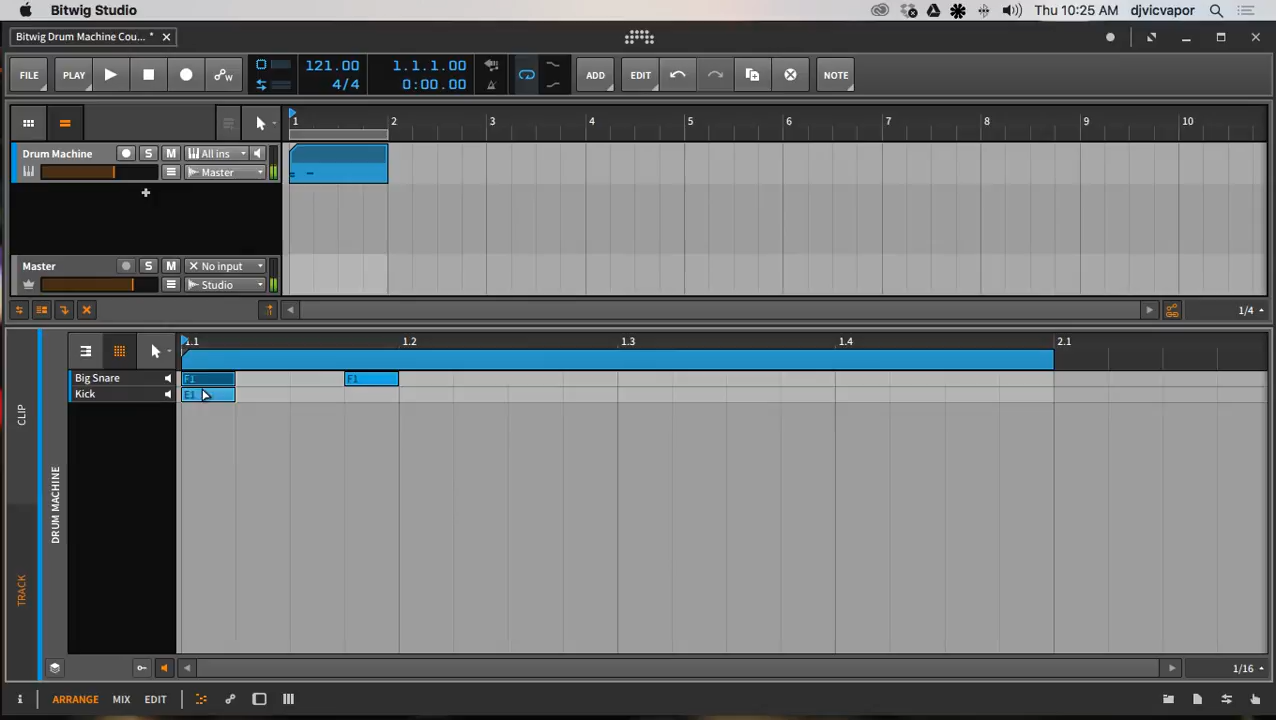 Bitwig Studio
Thu 10:25 AM djvicvapor
Bitwig Drum Machine Cou... *
FILE PLAY 121.00 4/4 1.1.1.00 0:00.00 ADD EDIT NOTE
1 2 3 4 5 6 7 8 9 10
Drum Machine S M All ins
Master
Master S M No input
Studio
1/4
1.1 1.2 1.3 1.4 2.1
Big Snare F1 F1
Kick E1
CLIP
DRUM MACHINE
TRACK
1/16
ARRANGE MIX EDIT